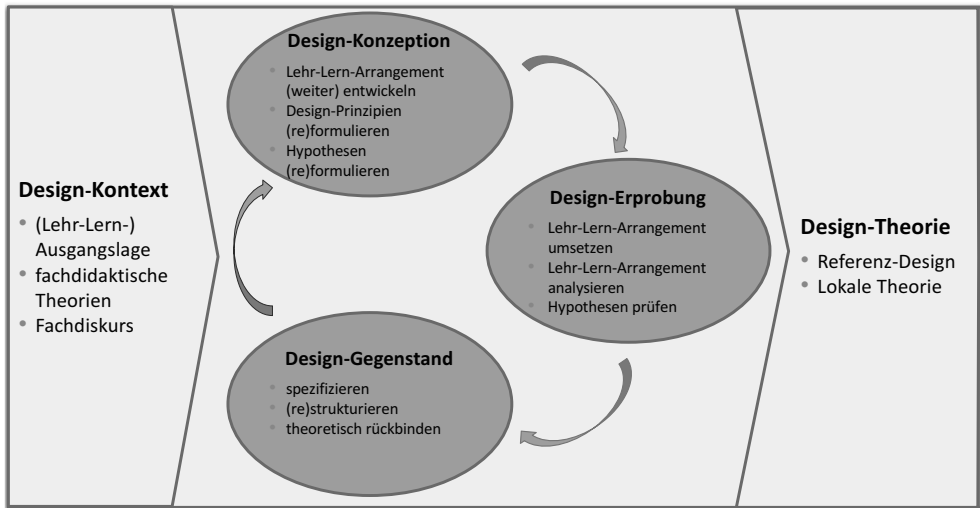 Design-Kontext
• (Lehr-Lern-)
Ausgangslage
• fachdidaktische
Theorien
• Fachdiskurs
Design-Konzeption
• Lehr-Lern-Arrangement
(weiter) entwickeln
• Design-Prinzipien
(re)formulieren
• Hypothesen
(re)formulieren
Design-Erprobung
• Lehr-Lern-Arrangement
umsetzen
• Lehr-Lern-Arrangement
analysieren
• Hypothesen prüfen
Design-Gegenstand
• spezifizieren
• (re)strukturieren
• theoretisch rückbinden
Design-Theorie
• Referenz-Design
• Lokale Theorie